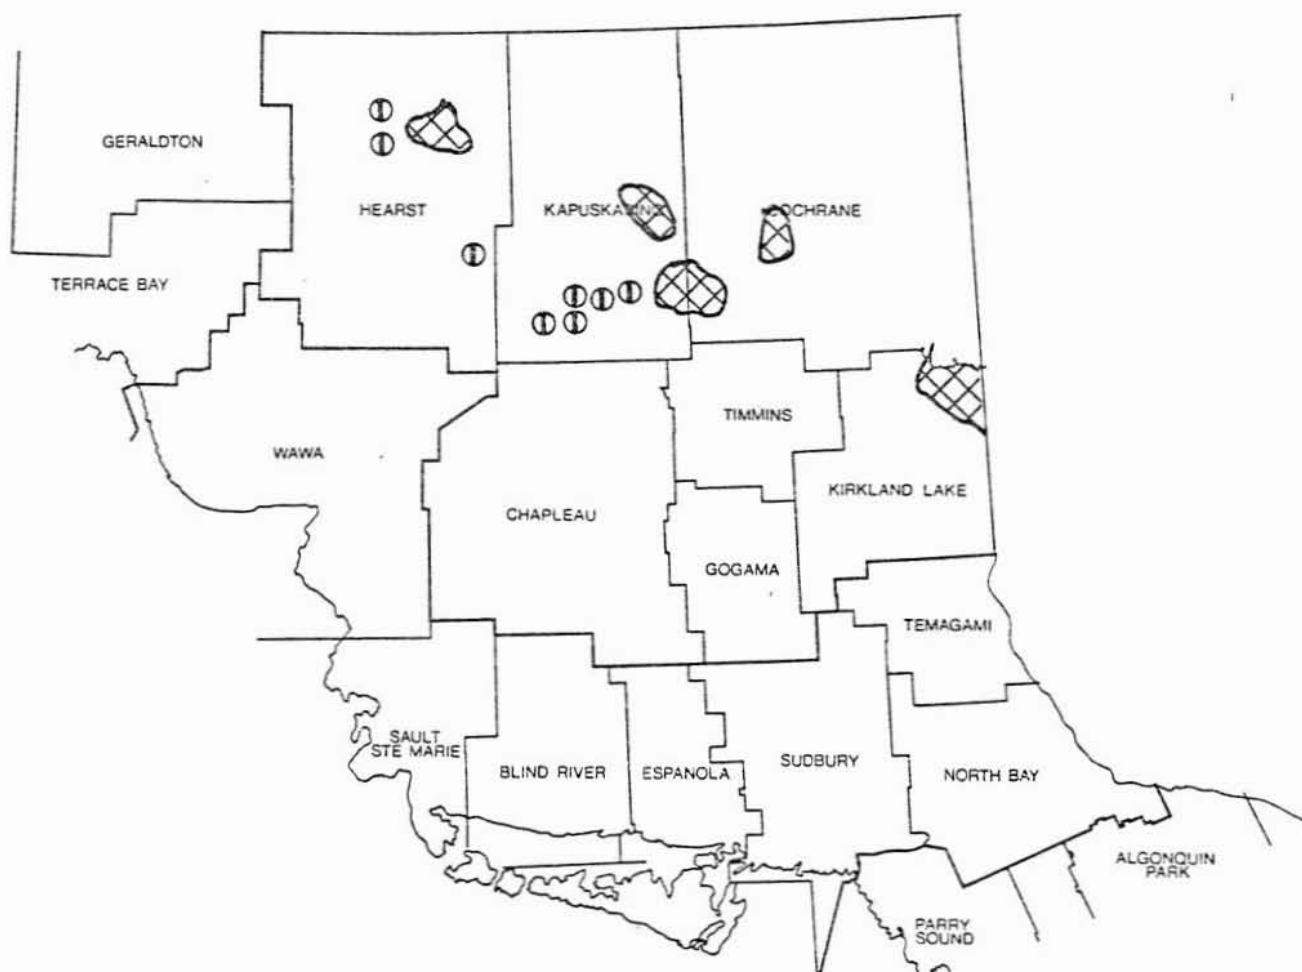 GERALDTON
HEARST
KAPUSKASING
COCHRANE
TERRACE BAY
TIMMINS
WAWA
KIRKLAND LAKE
CHAPLEAU
GOGAMA
TEMAGAMI
SAULT
STE MARIE
BLIND RIVER
ESPANOLA
SUDBURY
NORTH BAY
ALGONQUIN
PARK
PARRY
SOUND